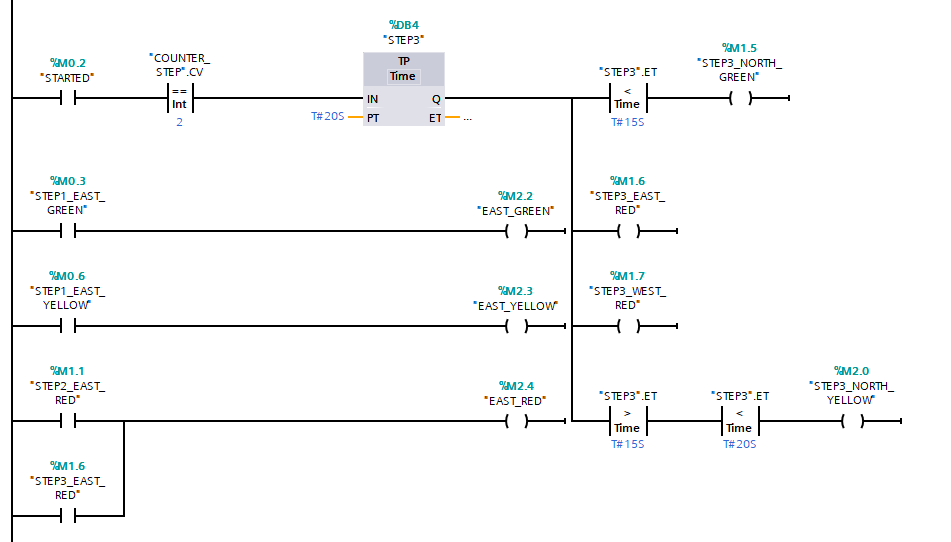 %DB4
"STEP3"
%M0.2
"STARTED"
"COUNTER_
STEP".CV
==
Int
2
TP
Time
IN
Q
T#20S
PT
ET
...
"STEP3".ET
<
Time
T#15S
%M1.5
"STEP3_NORTH_
GREEN"
%M0.3
"STEP1_EAST_
GREEN"
%M2.2
"EAST_GREEN"
%M1.6
"STEP3_EAST_
RED"
%M0.6
"STEP1_EAST_
YELLOW"
%M2.3
"EAST_YELLOW"
%M1.7
"STEP3_WEST_
RED"
%M1.1
"STEP2_EAST_
RED"
%M2.4
"EAST_RED"
"STEP3".ET
>
Time
T#15S
"STEP3".ET
<
Time
T#20S
%M2.0
"STEP3_NORTH_
YELLOW"
%M1.6
"STEP3_EAST_
RED"